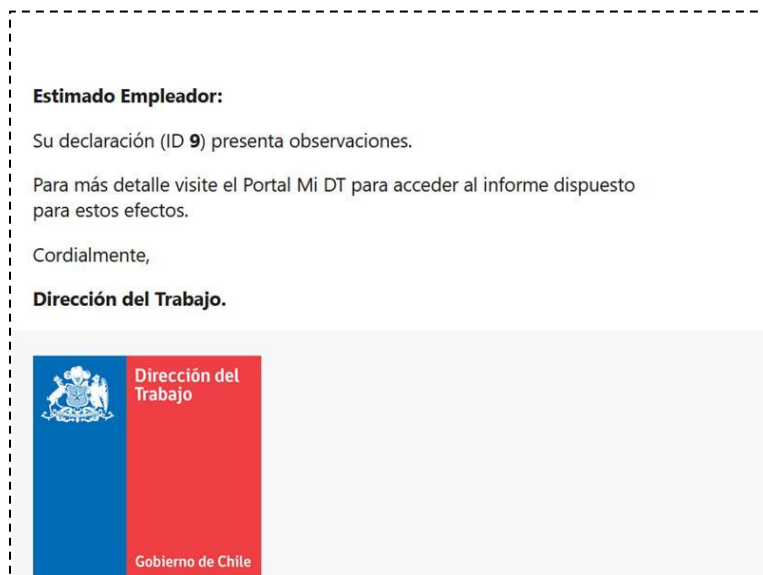 Estimado Empleador:
Su declaración (ID 9) presenta observaciones.
Para más detalle visite el Portal Mi DT para acceder al informe dispuesto
para estos efectos.
Cordialmente,
Dirección del Trabajo.
Dirección del
Trabajo
Gobierno de Chile